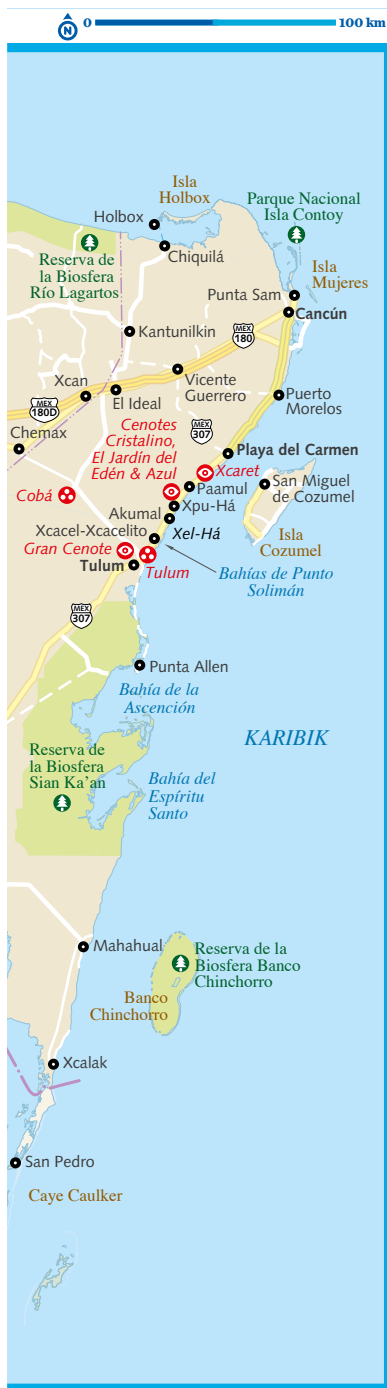 N
0
100 km
Isla
Holbox
Holbox
Parque Nacional
Isla Contoy
Chiquilá
Reserva de
la Biosfera
Río Lagartos
Isla
Mujeres
Punta Sam
Cancún
Kantunilkin
MEX
180
Xcan
Vicente
Guerrero
El Ideal
Puerto
Morelos
MEX
180D
Chemax
MEX
307
Cenotes
Cristalino,
El Jardín del
Edén & Azul
Playa del Carmen
Xcaret
San Miguel
de Cozumel
Cobá
Paamul
Xpu-Há
Akumal
Xcacel-Xcacelito
Xel-Há
Isla
Cozumel
Gran Cenote
Tulum
Tulum
Bahías de Punto
Solimán
MEX
307
Punta Allen
Bahía de la
Ascención
KARIBIK
Reserva de
la Biosfera
Sian Ka’an
Bahía del
Espíritu
Santo
Mahahual
Reserva de la
Biosfera Banco
Chinchorro
Banco
Chinchorro
Xcalak
San Pedro
Caye Caulker